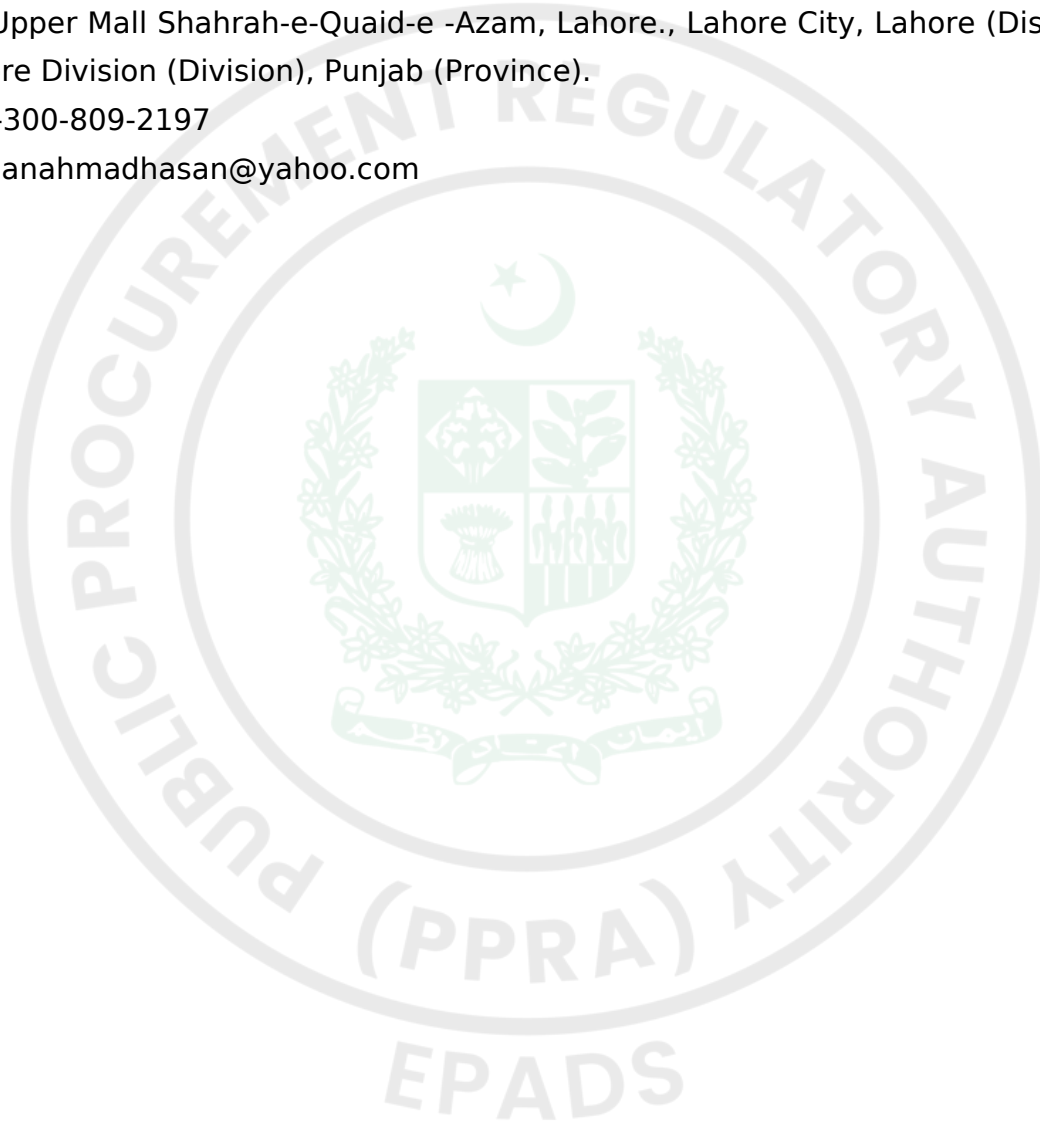 Upper Mall Shahrah-e-Quaid-e -Azam, Lahore., Lahore City, Lahore (Dis
re Division (Division), Punjab (Province).
-300-809-2197
anahmadhasan@yahoo.com
PUBLIC PROCUREMENT REGULATORY AUTHORITY
(PPRA)
EPADS